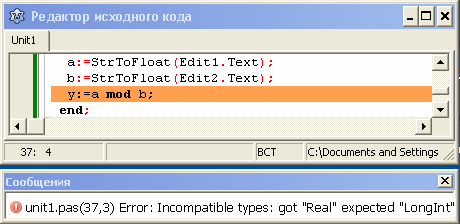 Редактор исходного кода
Unit1
a:=StrToFloat(Edit1.Text);
b:=StrToFloat(Edit2.Text);
y:=a mod b;
end;
37: 4 ВСТ C:\Documents and Settings
Сообщения
unit1.pas(37,3) Error: Incompatible types: got "Real" expected "LongInt"